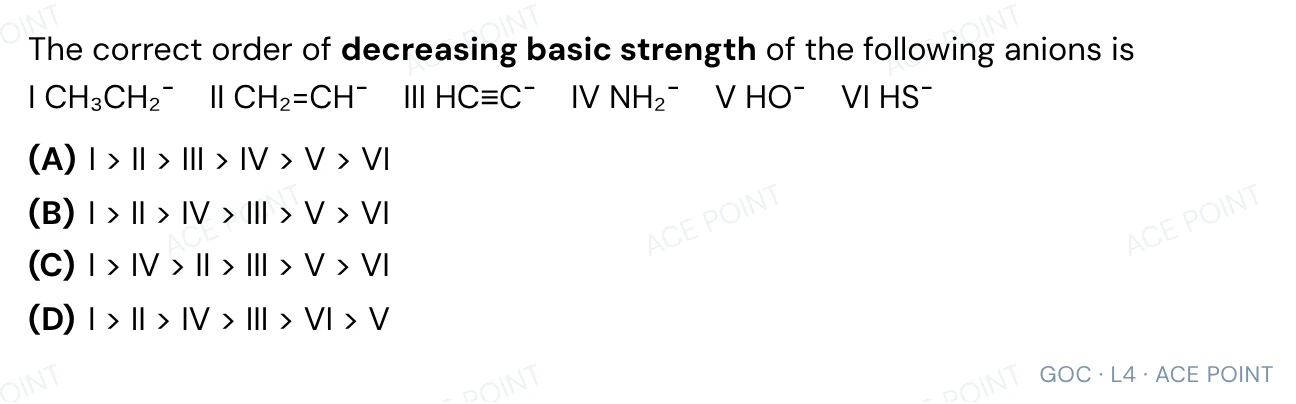 The correct order of decreasing basic strength of the following anions is
I CH₃CH₂⁻ II CH₂=CH⁻ III HC≡C⁻ IV NH₂⁻ V HO⁻ VI HS⁻
(A) I > II > III > IV > V > VI
(B) I > II > IV > III > V > VI
(C) I > IV > II > III > V > VI
(D) I > II > IV > III > VI > V
ACE POINT
GOC · L4 · ACE POINT